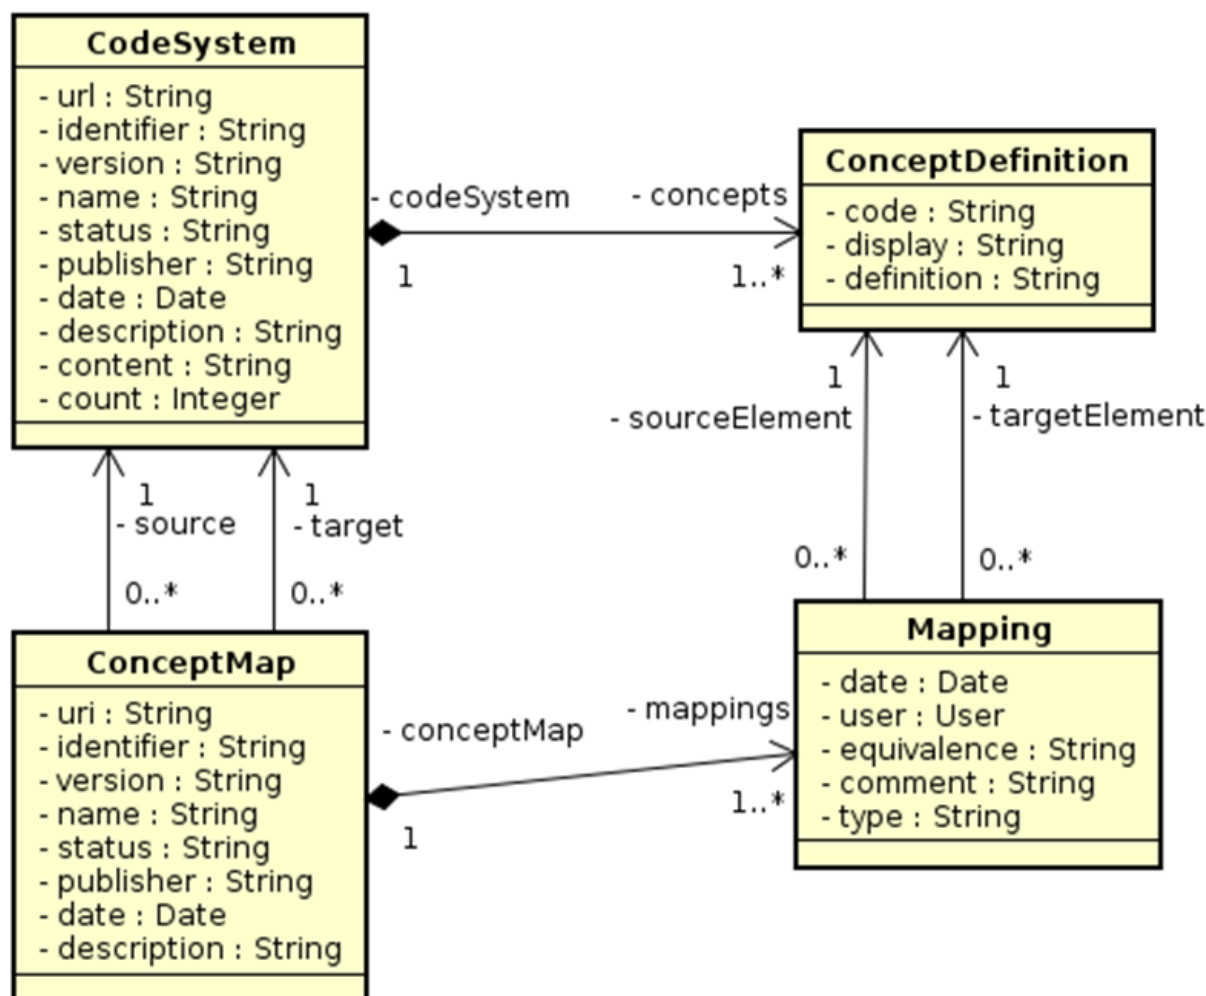 CodeSystem
- url : String
- identifier : String
- version : String
- name : String
- status : String
- publisher : String
- date : Date
- description : String
- content : String
- count : Integer
- codeSystem
1
- concepts
1..*
ConceptDefinition
- code : String
- display : String
- definition : String
1
- source
0..*
1
- target
0..*
1
- sourceElement
0..*
1
- targetElement
0..*
ConceptMap
- uri : String
- identifier : String
- version : String
- name : String
- status : String
- publisher : String
- date : Date
- description : String
- conceptMap
1
- mappings
1..*
Mapping
- date : Date
- user : User
- equivalence : String
- comment : String
- type : String